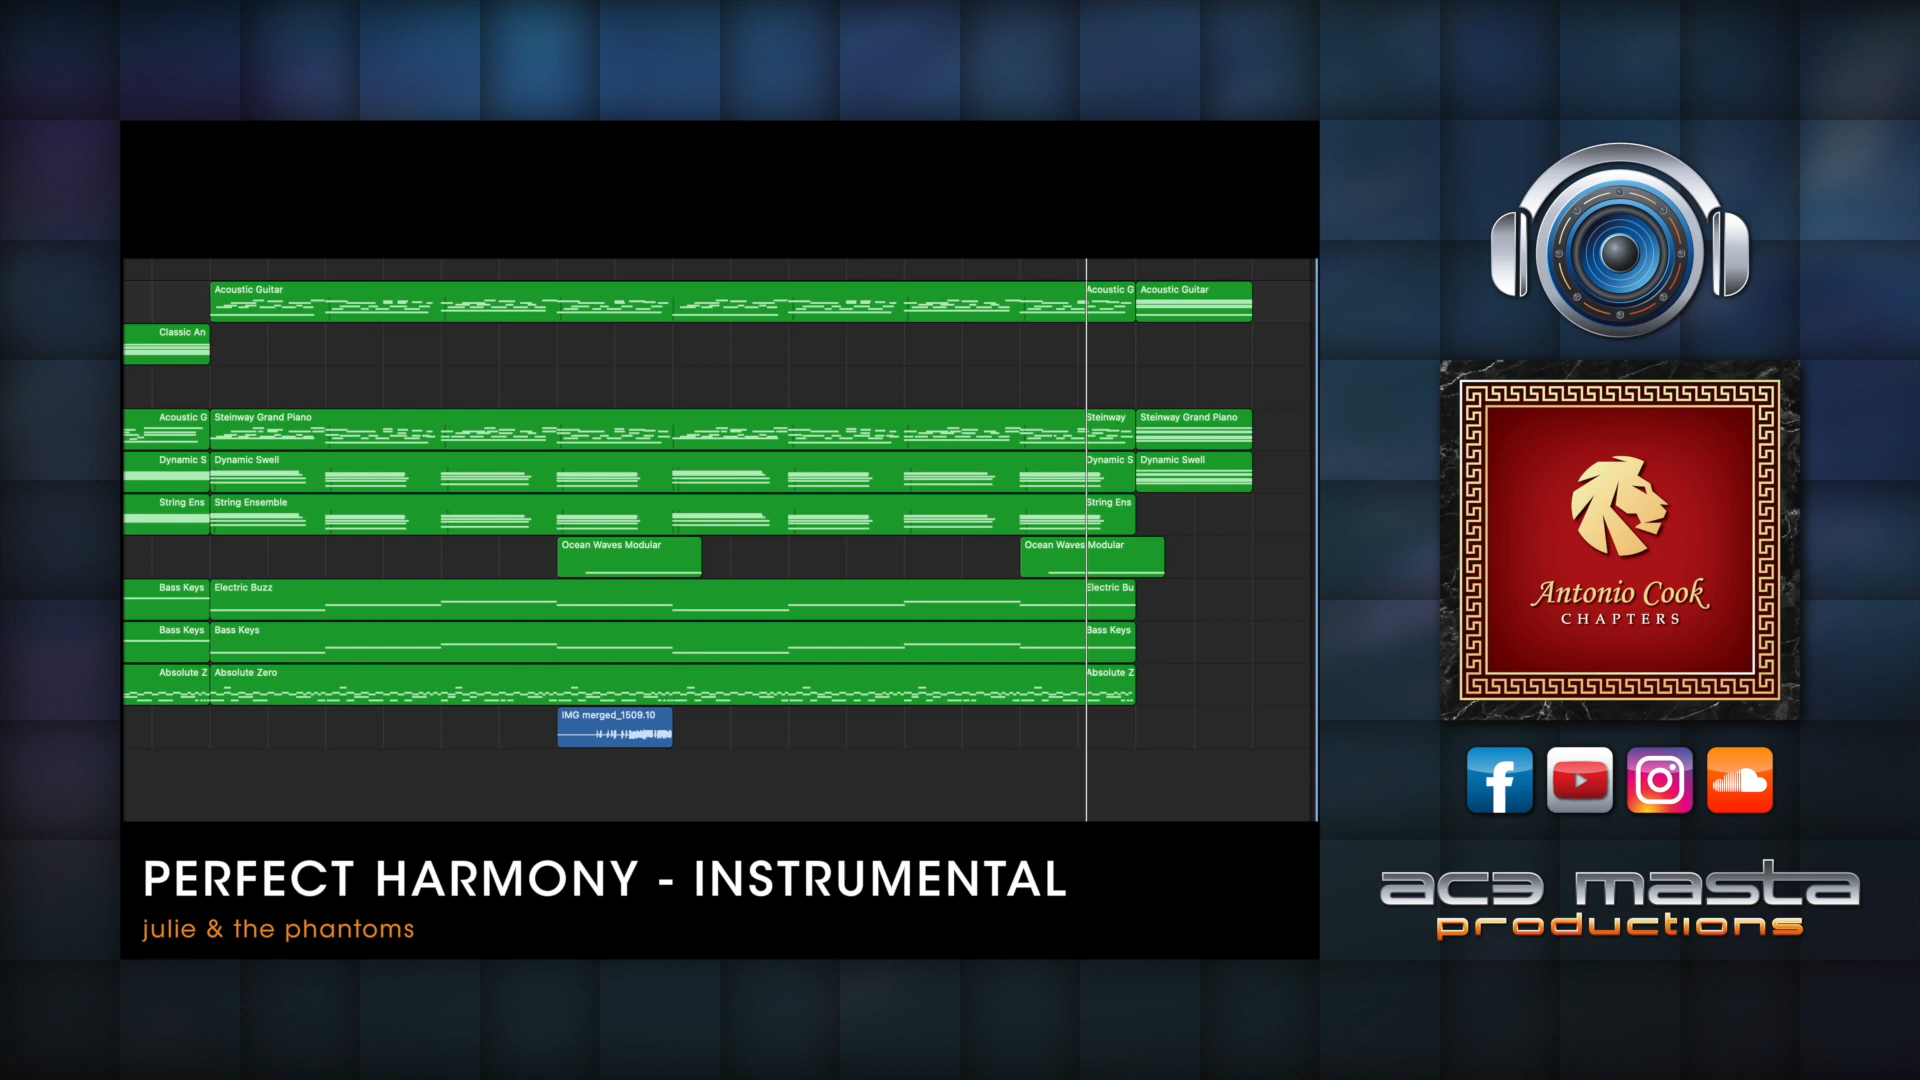 Acoustic Guitar Acoustic G Acoustic Guitar
Classic An
Acoustic G Steinway Grand Piano Steinway Steinway Grand Piano
Dynamic S Dynamic Swell Dynamic S Dynamic Swell
String Ens String Ensemble String Ens
Ocean Waves Modular Ocean Waves Modular
Bass Keys Electric Buzz Electric Bu
Bass Keys Bass Keys Bass Keys
Absolute Z Absolute Zero Absolute Z
IMG merged_1509.10
PERFECT HARMONY - INSTRUMENTAL
julie & the phantoms
Antonio Cook
CHAPTERS
ac3 masta
productions